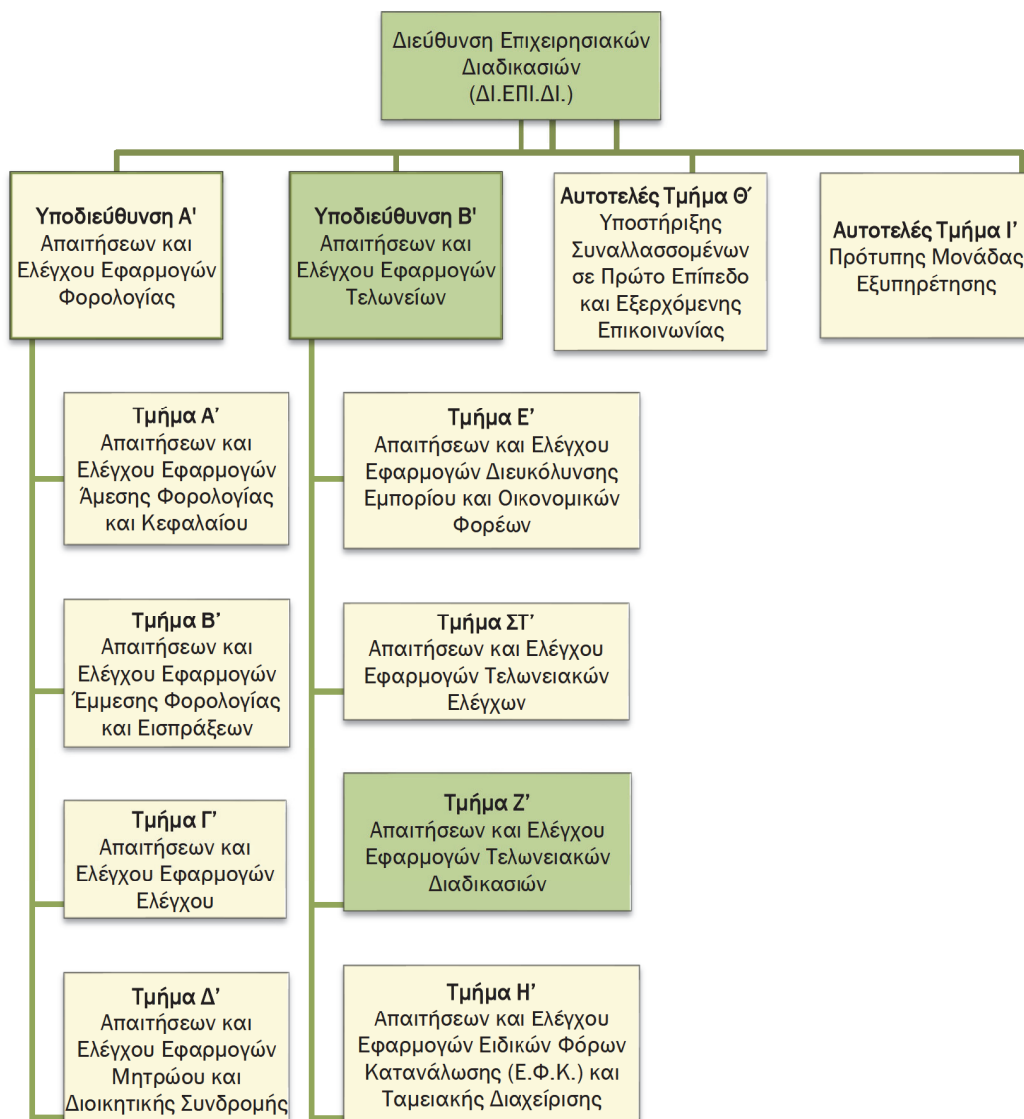 Διεύθυνση Επιχειρησιακών
Διαδικασιών
(ΔΙ.ΕΠΙ.ΔΙ.)
Υποδιεύθυνση Α'
Απαιτήσεων και
Ελέγχου Εφαρμογών
Φορολογίας
Υποδιεύθυνση Β'
Απαιτήσεων και
Ελέγχου Εφαρμογών
Τελωνείων
Αυτοτελές Τμήμα Θ΄
Υποστήριξης
Συναλλασσομένων
σε Πρώτο Επίπεδο
και Εξερχόμενης
Επικοινωνίας
Αυτοτελές Τμήμα Ι’
Πρότυπης Μονάδας
Εξυπηρέτησης
Τμήμα Α’
Απαιτήσεων και
Ελέγχου Εφαρμογών
Άμεσης Φορολογίας
και Κεφαλαίου
Τμήμα Β’
Απαιτήσεων και
Ελέγχου Εφαρμογών
Έμμεσης Φορολογίας
και Εισπράξεων
Τμήμα Γ’
Απαιτήσεων και
Ελέγχου Εφαρμογών
Ελέγχου
Τμήμα Δ’
Απαιτήσεων και
Ελέγχου Εφαρμογών
Μητρώου και
Διοικητικής Συνδρομής
Τμήμα Ε’
Απαιτήσεων και Ελέγχου
Εφαρμογών Διευκόλυνσης
Εμπορίου και Οικονομικών
Φορέων
Τμήμα ΣΤ’
Απαιτήσεων και Ελέγχου
Εφαρμογών Τελωνειακών
Ελέγχων
Τμήμα Ζ’
Απαιτήσεων και Ελέγχου
Εφαρμογών Τελωνειακών
Διαδικασιών
Τμήμα Η’
Απαιτήσεων και Ελέγχου
Εφαρμογών Ειδικών Φόρων
Κατανάλωσης (Ε.Φ.Κ.) και
Ταμειακής Διαχείρισης